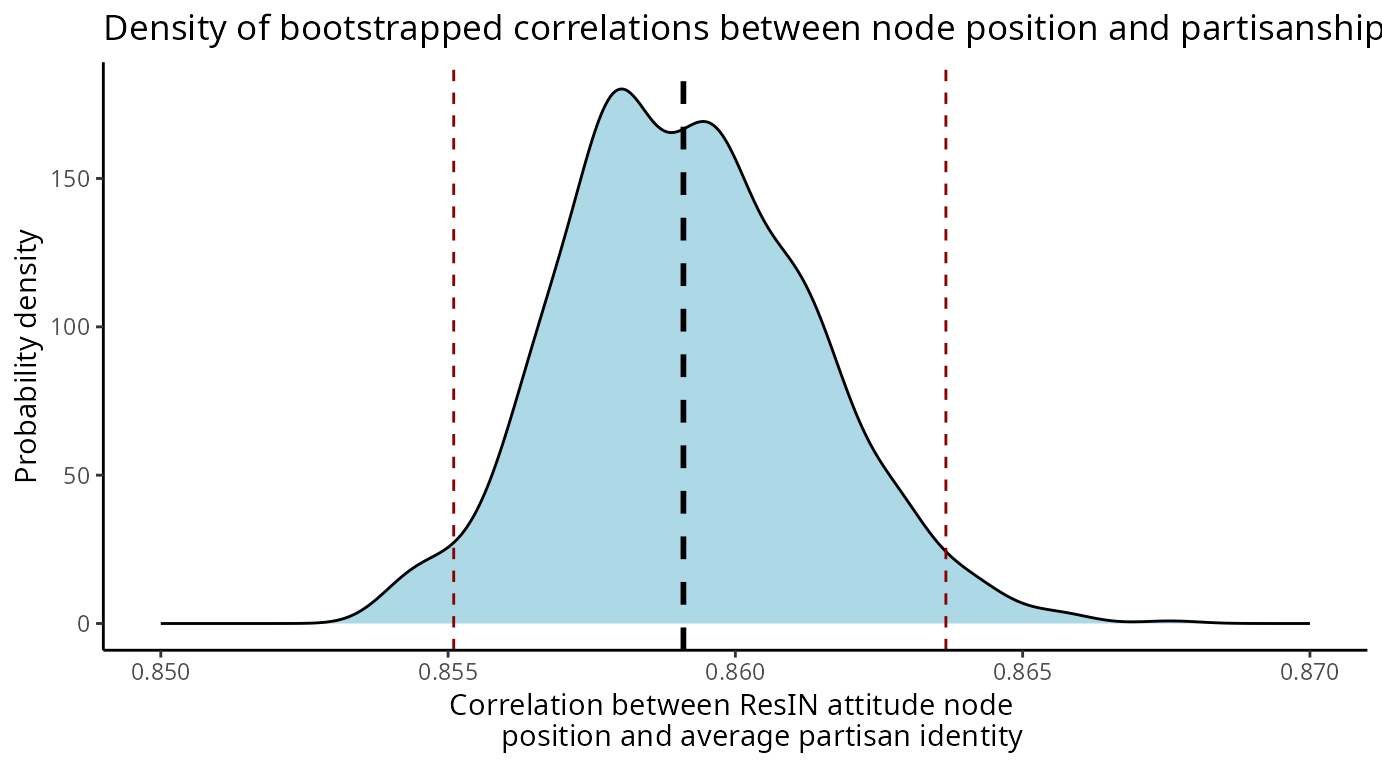 Density of bootstrapped correlations between node position and partisanship
Probability density
150
100
50
0
0.850
0.855
0.860
0.865
0.870
Correlation between ResIN attitude node
position and average partisan identity